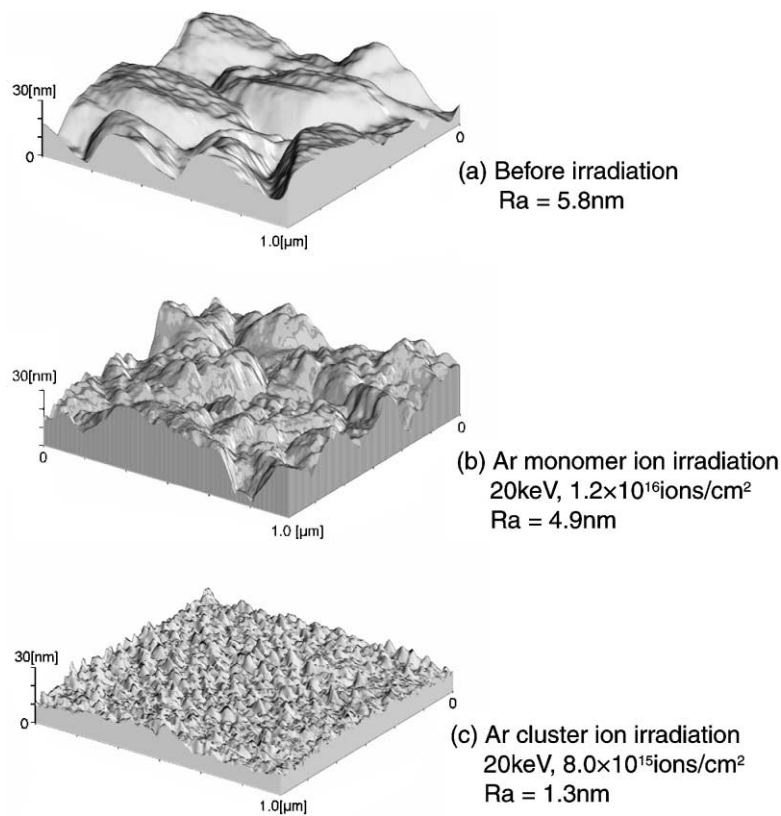 30[nm]
0
0
1.0[μm]
(a) Before irradiation
Ra = 5.8nm
30[nm]
0
0
1.0 [μm]
(b) Ar monomer ion irradiation
20keV, 1.2×10¹⁶ions/cm²
Ra = 4.9nm
30[nm]
0
0
1.0[μm]
(c) Ar cluster ion irradiation
20keV, 8.0×10¹⁵ions/cm²
Ra = 1.3nm